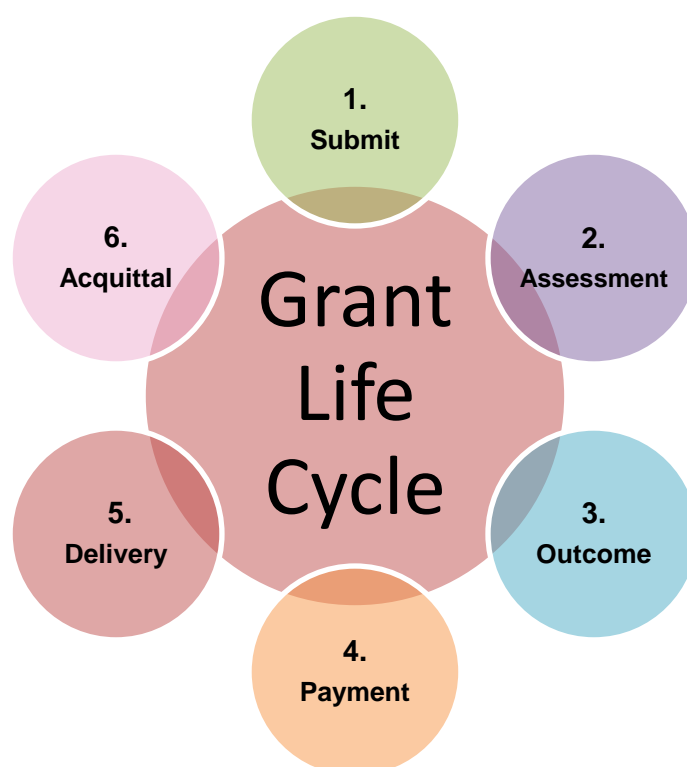 1.
Submit
2.
Assessment
3.
Outcome
4.
Payment
5.
Delivery
6.
Acquittal
Grant
Life
Cycle